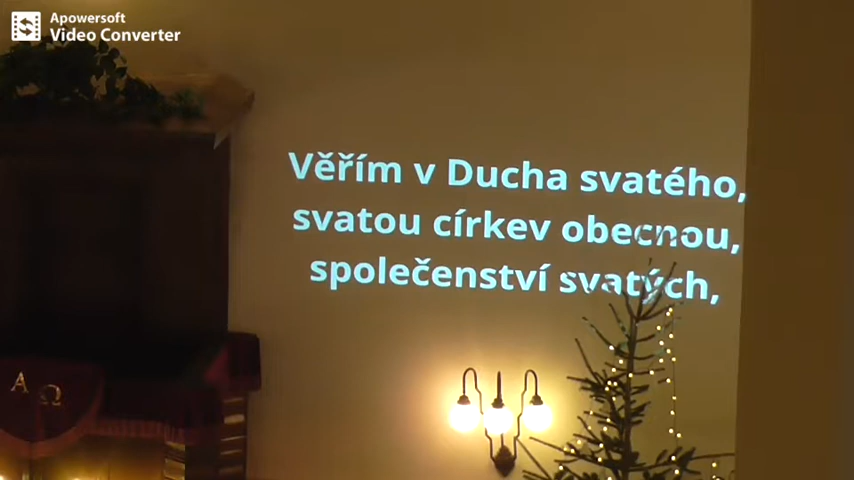 Apowersoft
Video Converter
Věřím v Ducha svatého,
svatou církev obecnou,
společenství svatých,
Α Ω